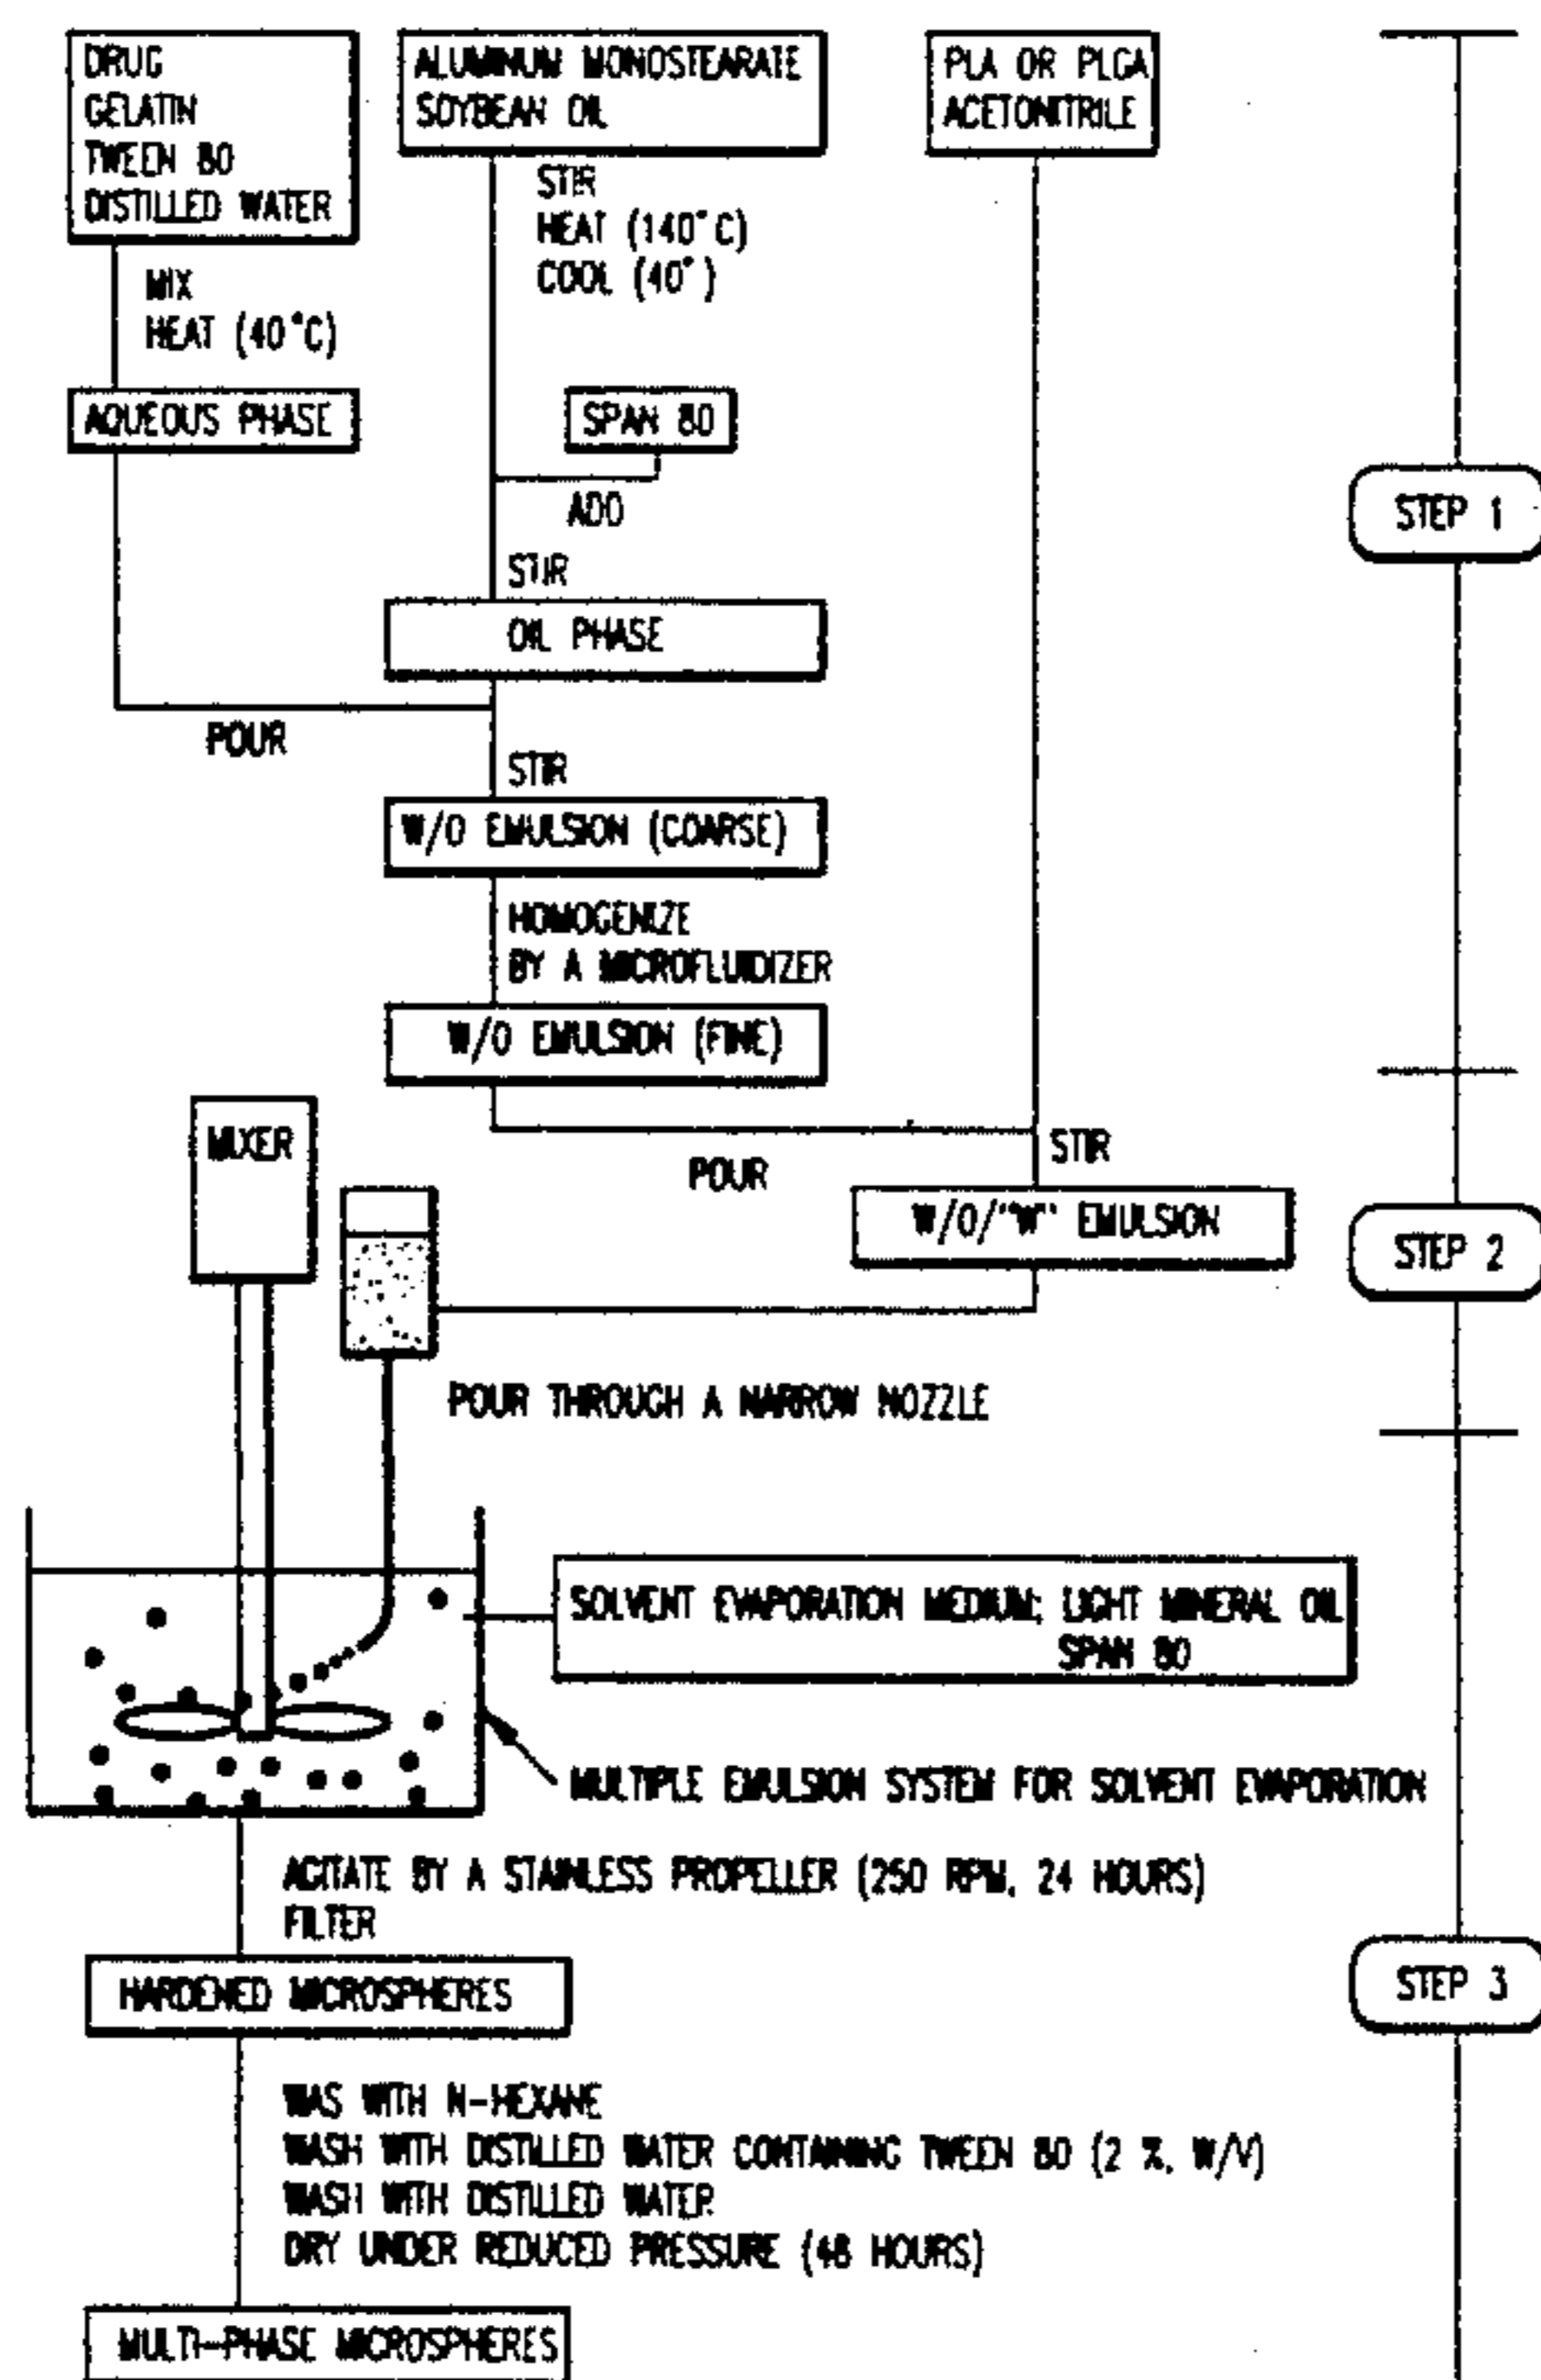 DRUG
GELATIN
TWEEN 80
DISTILLED WATER
ALUMINUM MONOSTEARATE
SOYBEAN OIL
PLA OR PLGA
ACETONITRILE
STIR
HEAT (140°C)
COOL (40°)
MIX
HEAT (40°C)
AQUEOUS PHASE
SPAN 80
ADD
STEP 1
STIR
OIL PHASE
POUR
STIR
W/O EMULSION (COARSE)
HOMOGENIZE
BY A MICROFLUIDIZER
W/O EMULSION (FINE)
MIXER
POUR
STIR
W/O/"W" EMULSION
STEP 2
POUR THROUGH A NARROW NOZZLE
SOLVENT EVAPORATION MEDIUM; LIGHT MINERAL OIL
SPAN 80
MULTIPLE EMULSION SYSTEM FOR SOLVENT EVAPORATION
AGITATE BY A STAINLESS PROPELLER (250 RPM, 24 HOURS)
FILTER
HARDENED MICROSPHERES
STEP 3
WAS WITH N-HEXANE
WASH WITH DISTILLED WATER CONTAINING TWEEN 80 (2 %, W/V)
WASH WITH DISTILLED WATER
DRY UNDER REDUCED PRESSURE (48 HOURS)
MULTI-PHASE MICROSPHERES